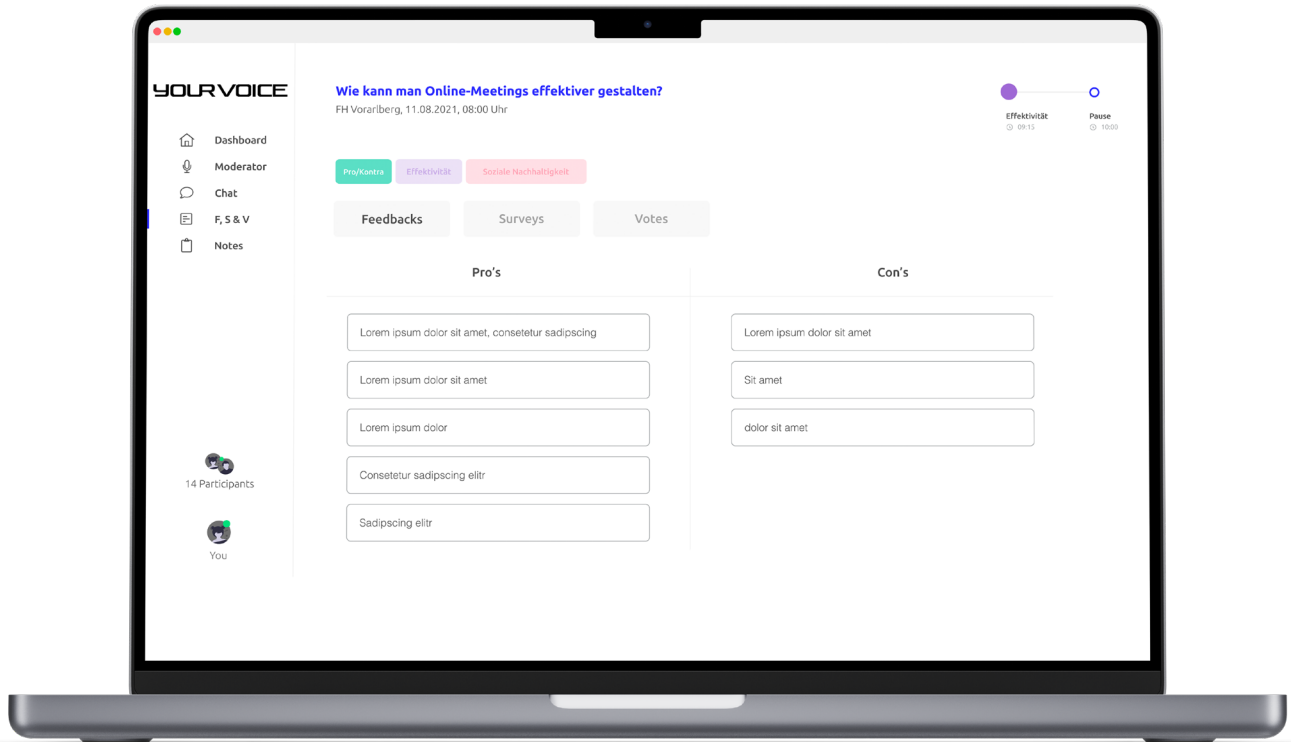 YOURVOICE
Dashboard
Moderator
Chat
F, S & V
Notes
14 Participants
You
Wie kann man Online-Meetings effektiver gestalten?
FH Vorarlberg, 11.08.2021, 08:00 Uhr
Effektivität
09:15
Pause
10:00
Pro/Kontra
Effektivität
Soziale Nachhaltigkeit
Feedbacks
Surveys
Votes
Pro's
Lorem ipsum dolor sit amet, consetetur sadipscing
Lorem ipsum dolor sit amet
Lorem ipsum dolor
Consetetur sadipscing elitr
Sadipscing elitr
Con's
Lorem ipsum dolor sit amet
Sit amet
dolor sit amet